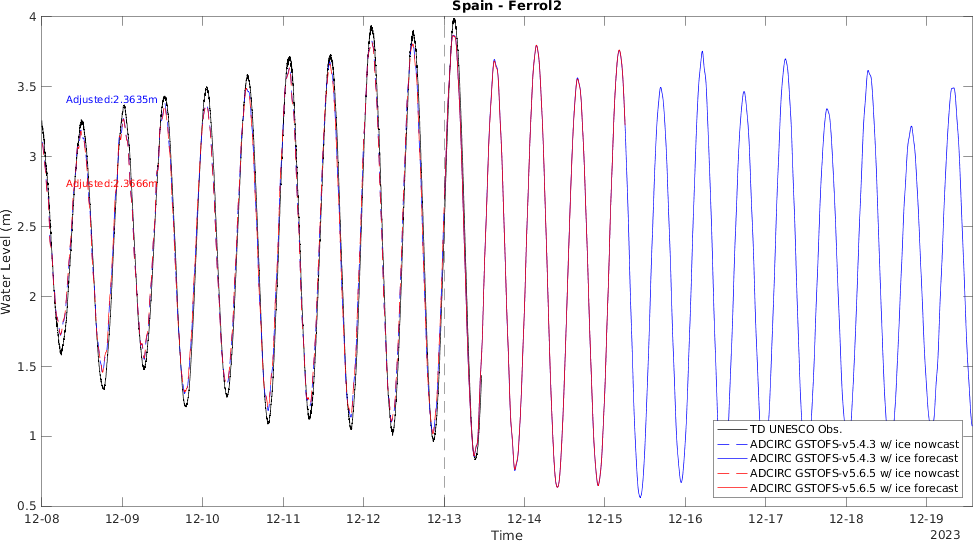 Spain - Ferrol2
4
3.5
3
2.5
2
1.5
1
0.5
Water Level (m)
Adjusted:2.3635m
Adjusted:2.3666m
TD UNESCO Obs.
ADCIRC GSTOFS-v5.4.3 w/ ice nowcast
ADCIRC GSTOFS-v5.4.3 w/ ice forecast
ADCIRC GSTOFS-v5.6.5 w/ ice nowcast
ADCIRC GSTOFS-v5.6.5 w/ ice forecast
12-08 12-09 12-10 12-11 12-12 12-13 12-14 12-15 12-16 12-17 12-18 12-19
Time
2023